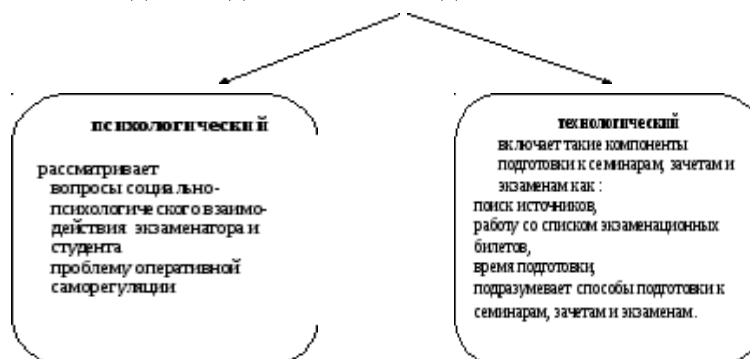 психологический
рассматривает
вопросы социально-
психологического взаимо-
действия экзаменатора и
студента
проблему оперативной
саморегуляции
технологический
включает такие компоненты
подготовки к семинарам, зачетам и
экзаменам как :
поиск источников,
работу со списком экзаменационных
билетов,
время подготовки,
подразумевает способы подготовки к
семинарам, зачетам и экзаменам.